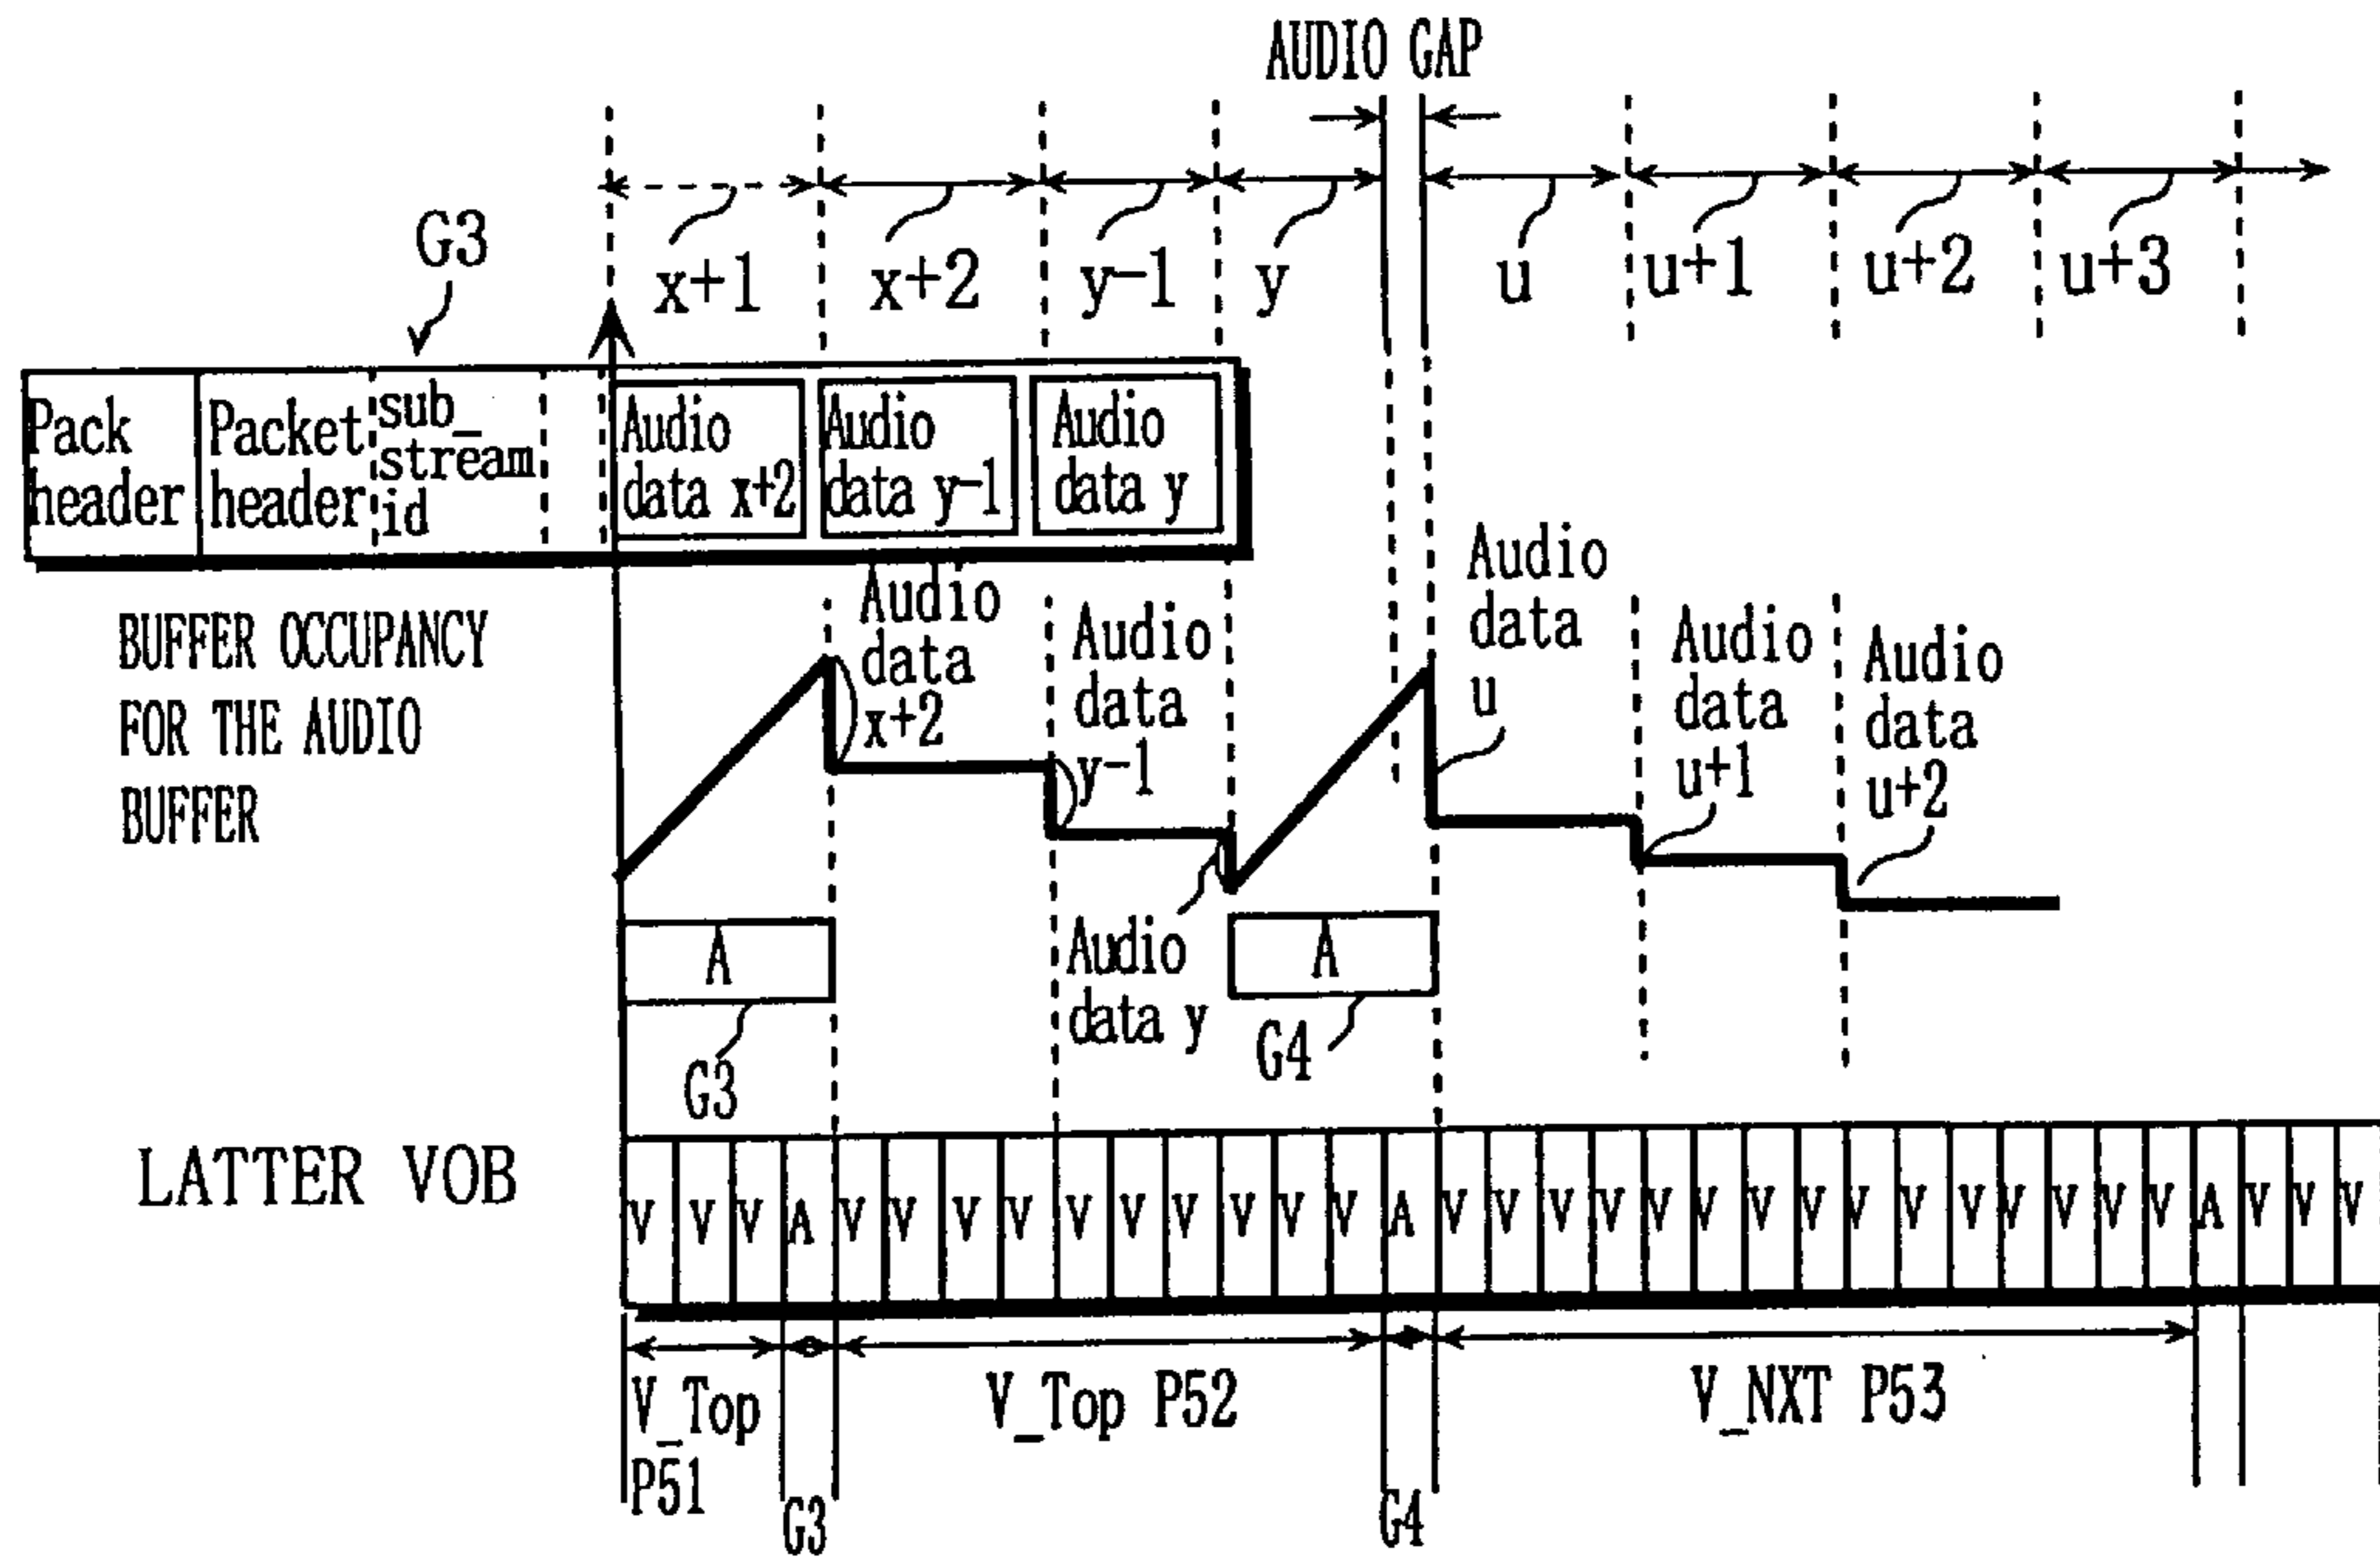 AUDIO GAP
x+1
x+2
y-1
y
u
u+1
u+2
u+3
G3
Pack
header
Packet
header
sub_
stream
id
Audio
data x+2
Audio
data y-1
Audio
data y
BUFFER OCCUPANCY
FOR THE AUDIO
BUFFER
Audio
data
x+2
Audio
data
y-1
Audio
data
u
Audio
data
u+1
Audio
data
u+2
A
G3
Audio
data y
A
G4
LATTER VOB
V V V A V V V V V V V V V V A V V V V V V V V V V V V V V V A V V V
V_Top
P51
G3
V_Top P52
G4
V_NXT P53